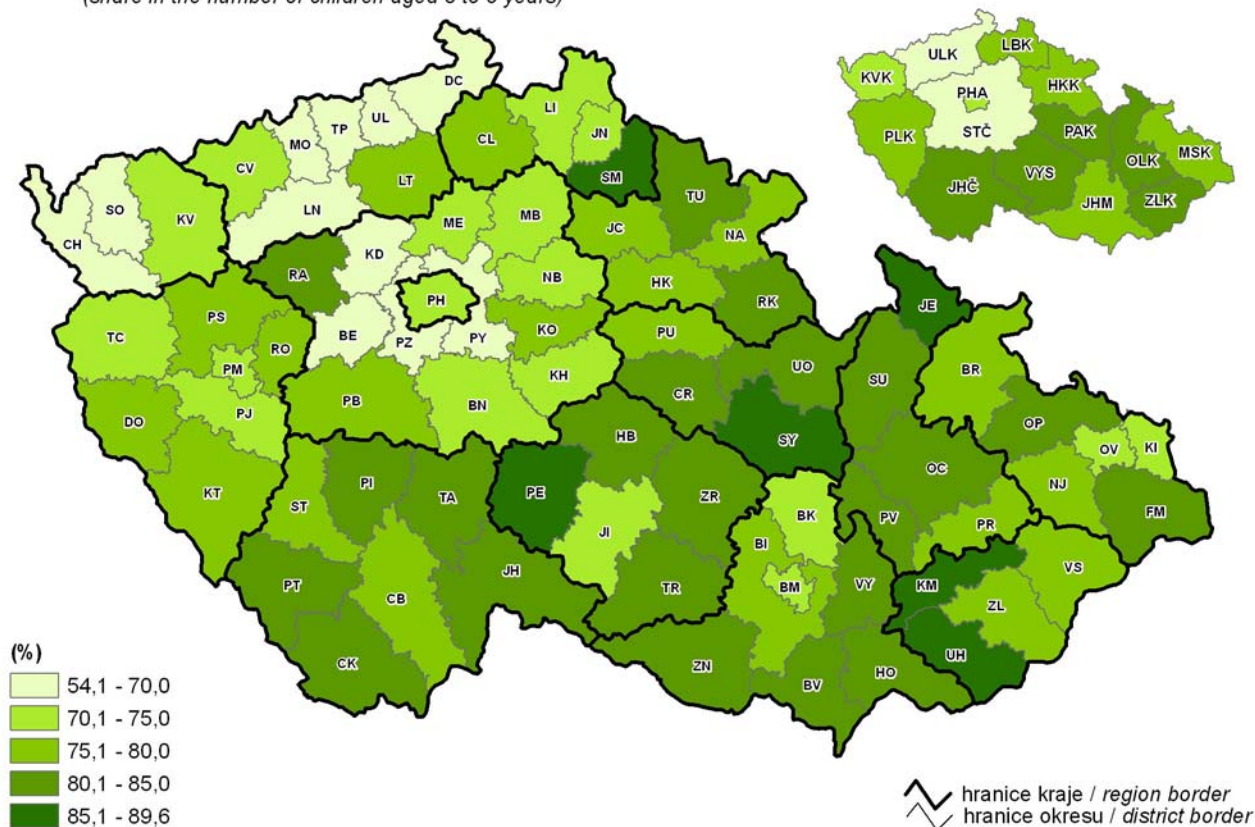 (share in the number of children aged to years)
DC
UL
TP
MO
CV
LT
LN
CL
LI
JN
SM
TU
SO
CH
KV
ME
MB
JC
NA
RA
KD
PH
NB
HK
RK
TC
PS
RO
PM
PJ
BE
PZ
PY
KO
PU
KH
DO
KT
PB
BN
CR
UO
SY
JE
SU
BR
OP
OV
KI
ST
PI
TA
PE
HB
ZR
OC
NJ
FM
JI
BK
PV
PR
PT
CB
JH
TR
BI
BM
VY
KM
VS
ZL
CK
ZN
BV
HO
UH
ULK
LBK
KVK
PHA
HKK
PLK
STČ
PAK
OLK
MSK
JHČ
VYS
JHM
ZLK
(%)
54,1 - 70,0
70,1 - 75,0
75,1 - 80,0
80,1 - 85,0
85,1 - 89,6
hranice kraje / region border
hranice okresu / district border